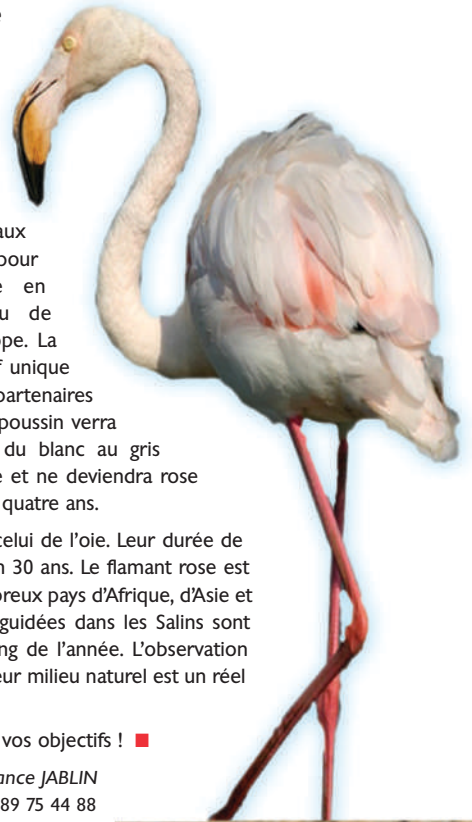 aux
pour
en
u de
ope. La
f unique
partenaires
poussin verra
du blanc au gris
e et ne deviendra rose
quatre ans.
celui de l'oie. Leur durée de
n 30 ans. Le flamant rose est
breux pays d'Afrique, d'Asie et
guidées dans les Salins sont
ng de l'année. L'observation
eur milieu naturel est un réel
vos objectifs !
ance JABLIN
89 75 44 88